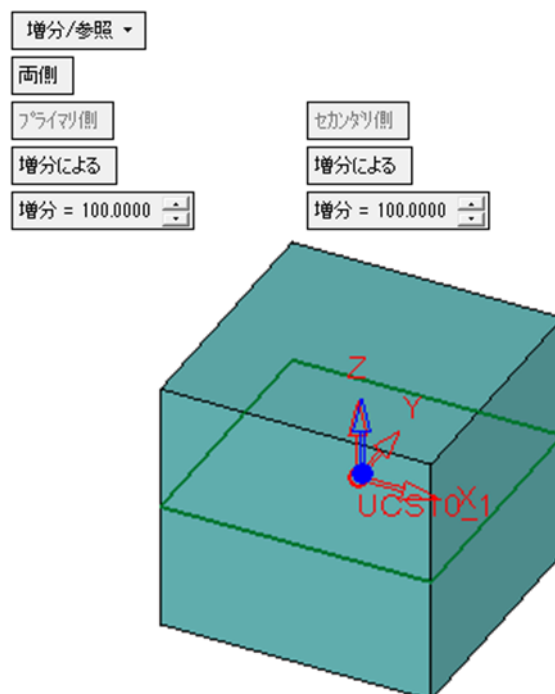 増分/参照
両側
プライマリ側 セカンダリ側
増分による 増分による
増分 = 100.0000 増分 = 100.0000
Z
Y
X
UCS10_1